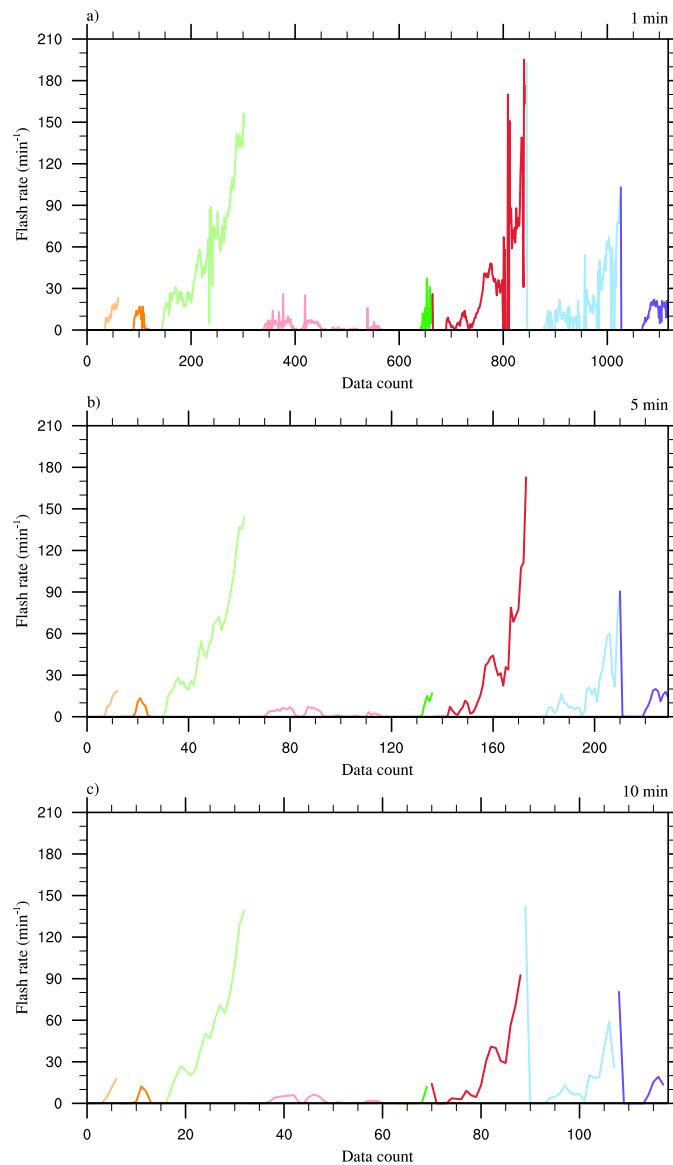 a)
1 min
210
180
150
120
90
60
30
0
Flash rate (min-1)
0 200 400 600 800 1000
Data count
b)
5 min
210
180
150
120
90
60
30
0
Flash rate (min-1)
0 40 80 120 160 200
Data count
c)
10 min
210
180
150
120
90
60
30
0
Flash rate (min-1)
0 20 40 60 80 100
Data count